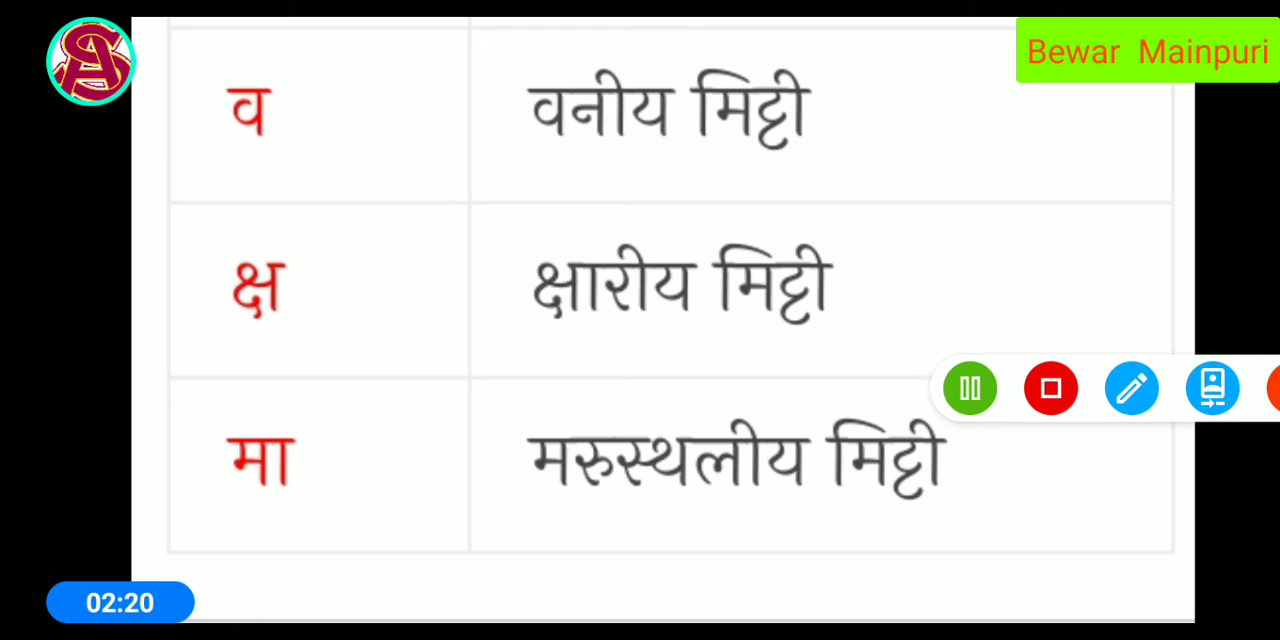 Bewar Mainpuri
व वनीय मिट्टी
क्ष क्षारीय मिट्टी
मा मरुस्थलीय मिट्टी
02:20